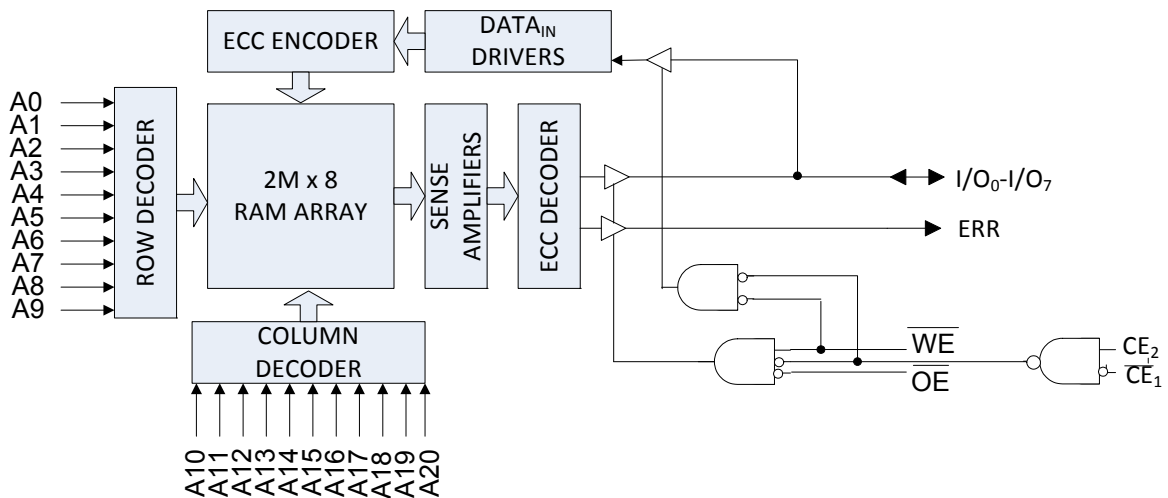 ECC ENCODER
DATAIN
DRIVERS
A0
A1
A2
A3
A4
A5
A6
A7
A8
A9
ROW DECODER
2M x 8
RAM ARRAY
SENSE
AMPLIFIERS
ECC DECODER
I/O0-I/O7
ERR
COLUMN
DECODER
WE
OE
CE2
CE1
A10
A11
A12
A13
A14
A15
A16
A17
A18
A19
A20